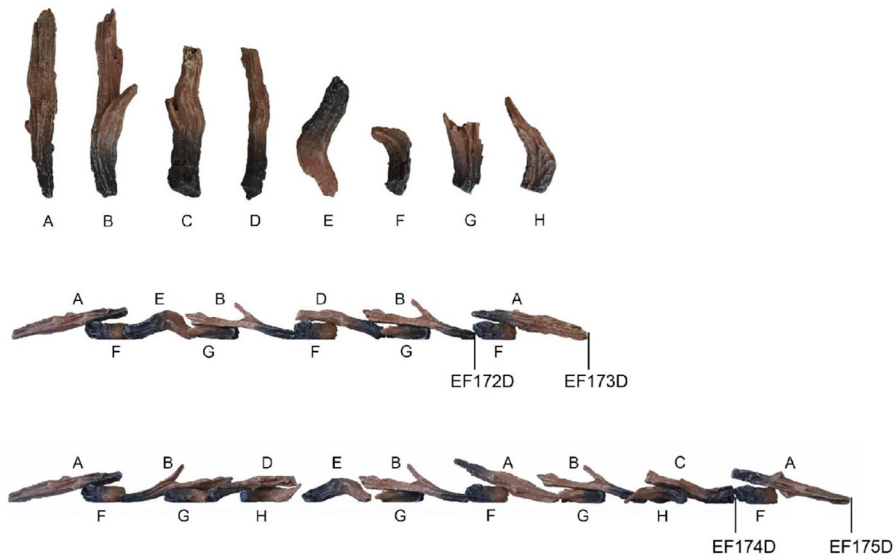 A B C D E F G H
A E B D B A
F G F G F
EF172D EF173D
A B D E B A B C A
F G H G F G H F
EF174D EF175D